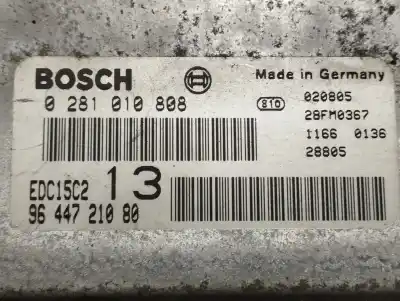 BOSCH
Made in Germany
0 281 010 808
810
020805
28FM0367
1166 0136
28805
EDC15C2 13
96 447 210 80